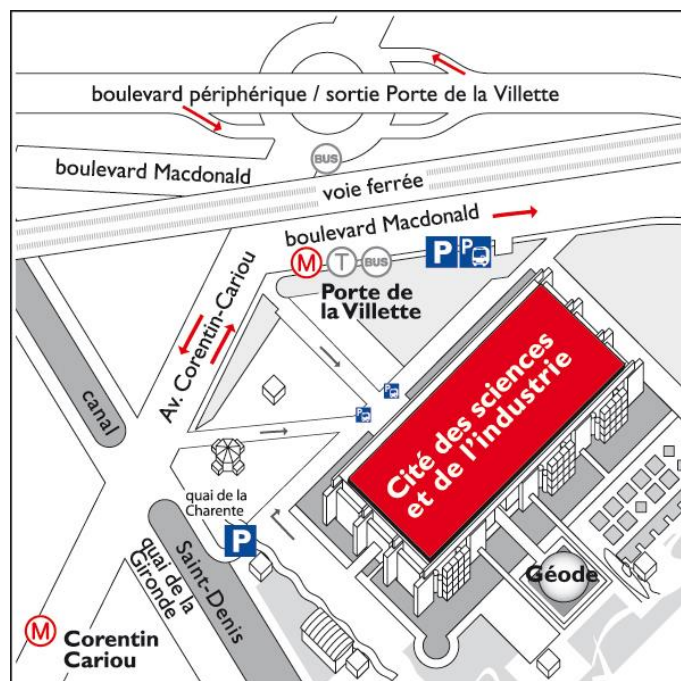 boulevard périphérique / sortie Porte de la Villette
boulevard Macdonald
BUS
voie ferrée
boulevard Macdonald
M
T
BUS
P
P
Porte de
la Villette
Av. Corentin-Cariou
canal
P
P
Cité des sciences
et de l'industrie
quai de la
Charente
P
Saint-Denis
quai de la
Gironde
Géode
M
Corentin
Cariou